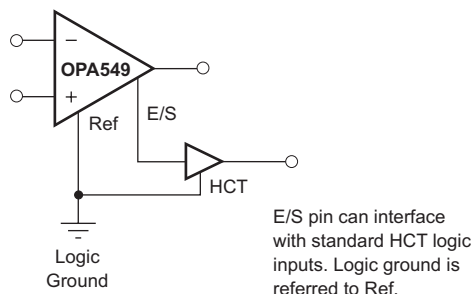 −
OPA549
+
Ref
E/S
HCT
Logic
Ground
E/S pin can interface
with standard HCT logic
inputs. Logic ground is
referred to Ref.